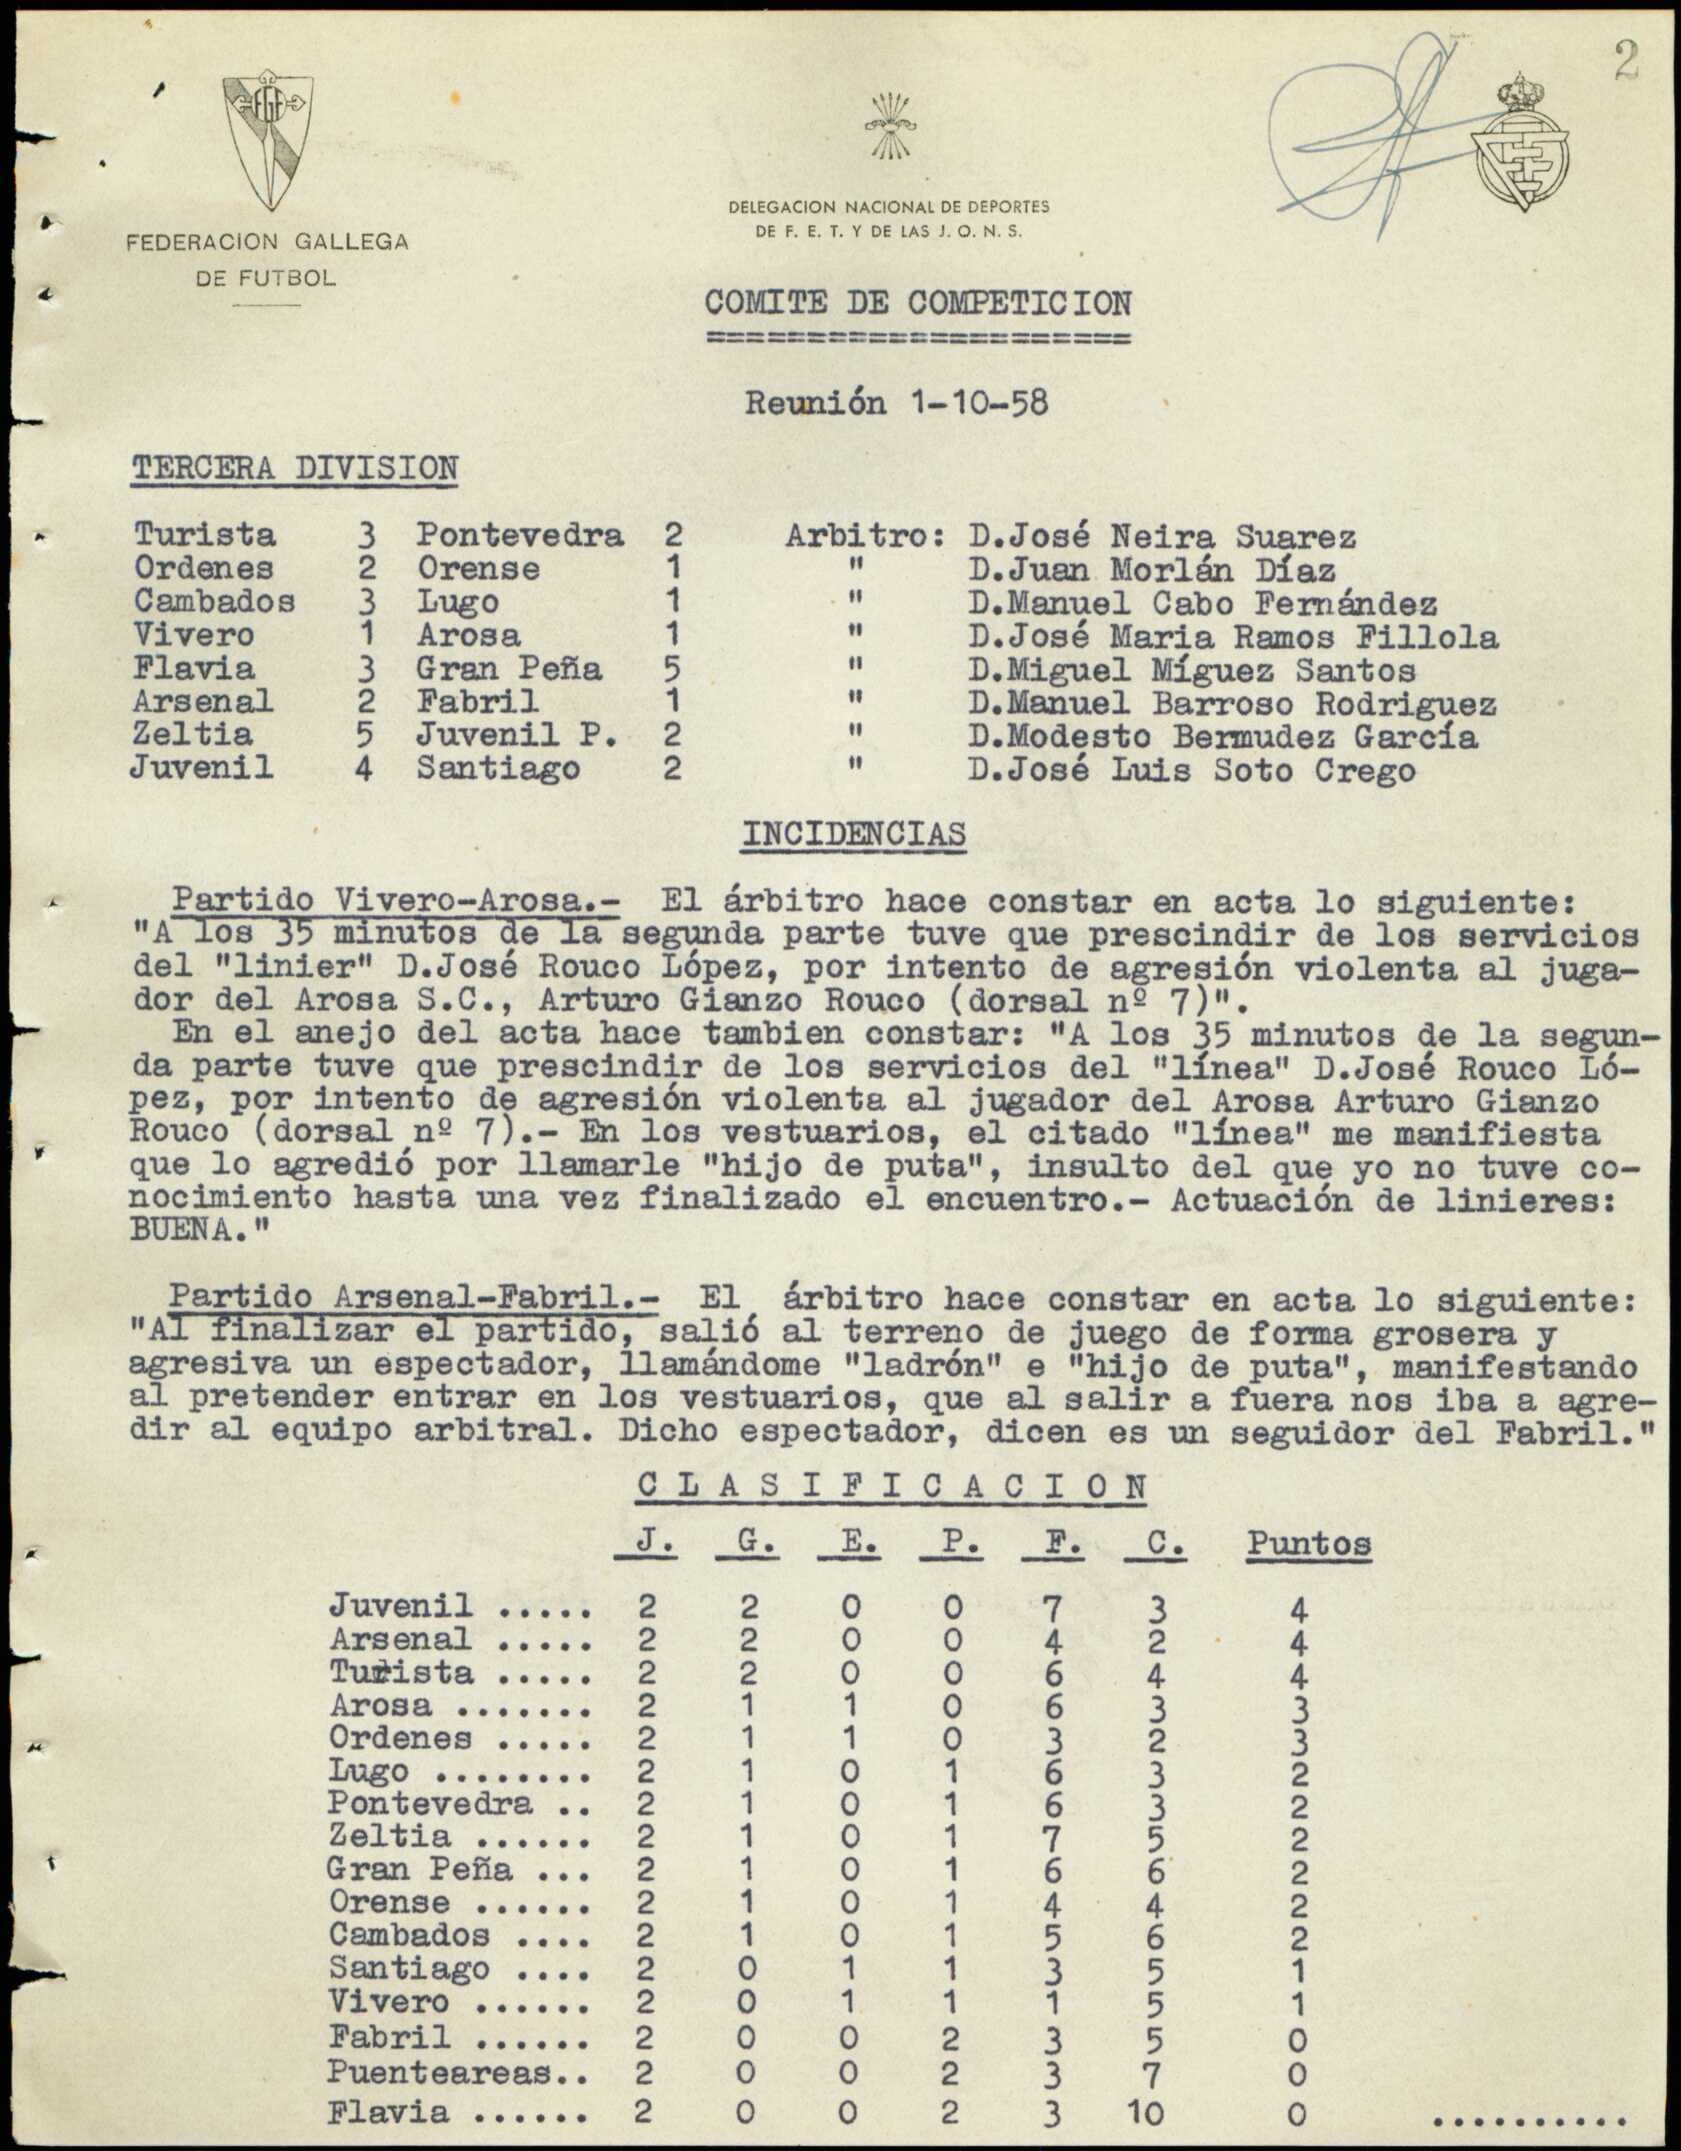 2
FGF
FEDERACION GALLEGA
DE FUTBOL
DELEGACION NACIONAL DE DEPORTES
DE F. E. T. Y DE LAS J. O. N. S.
COMITE DE COMPETICION
=====================
Reunión 1-10-58
TERCERA DIVISION
Turista 3 Pontevedra 2 Arbitro: D.José Neira Suarez
Ordenes 2 Orense 1 " D.Juan Morlán Díaz
Cambados 3 Lugo 1 " D.Manuel Cabo Fernández
Vivero 1 Arosa 1 " D.José Maria Ramos Fillola
Flavia 3 Gran Peña 5 " D.Miguel Míguez Santos
Arsenal 2 Fabril 1 " D.Manuel Barroso Rodriguez
Zeltia 5 Juvenil P. 2 " D.Modesto Bermudez García
Juvenil 4 Santiago 2 " D.José Luis Soto Crego
INCIDENCIAS
Partido Vivero-Arosa.- El árbitro hace constar en acta lo siguiente:
"A los 35 minutos de la segunda parte tuve que prescindir de los servicios
del "linier" D.José Rouco López, por intento de agresión violenta al juga-
dor del Arosa S.C., Arturo Gianzo Rouco (dorsal nº 7)".
En el anejo del acta hace tambien constar: "A los 35 minutos de la segun-
da parte tuve que prescindir de los servicios del "línea" D.José Rouco Ló-
pez, por intento de agresión violenta al jugador del Arosa Arturo Gianzo
Rouco (dorsal nº 7).- En los vestuarios, el citado "línea" me manifiesta
que lo agredió por llamarle "hijo de puta", insulto del que yo no tuve co-
nocimiento hasta una vez finalizado el encuentro.- Actuación de linieres:
BUENA."
Partido Arsenal-Fabril.- El árbitro hace constar en acta lo siguiente:
"Al finalizar el partido, salió al terreno de juego de forma grosera y
agresiva un espectador, llamándome "ladrón" e "hijo de puta", manifestando
al pretender entrar en los vestuarios, que al salir a fuera nos iba a agre-
dir al equipo arbitral. Dicho espectador, dicen es un seguidor del Fabril."
C L A S I F I C A C I O N
J. G. E. P. F. C. Puntos
Juvenil ..... 2 2 0 0 7 3 4
Arsenal ..... 2 2 0 0 4 2 4
Turista ..... 2 2 0 0 6 4 4
Arosa ....... 2 1 1 0 6 3 3
Ordenes ..... 2 1 1 0 3 2 3
Lugo ........ 2 1 0 1 6 3 2
Pontevedra .. 2 1 0 1 6 3 2
Zeltia ...... 2 1 0 1 7 5 2
Gran Peña ... 2 1 0 1 6 6 2
Orense ...... 2 1 0 1 4 4 2
Cambados .... 2 1 0 1 5 6 2
Santiago .... 2 0 1 1 3 5 1
Vivero ...... 2 0 1 1 1 5 1
Fabril ...... 2 0 0 2 3 5 0
Puenteareas.. 2 0 0 2 3 7 0
Flavia ...... 2 0 0 2 3 10 0 ..........